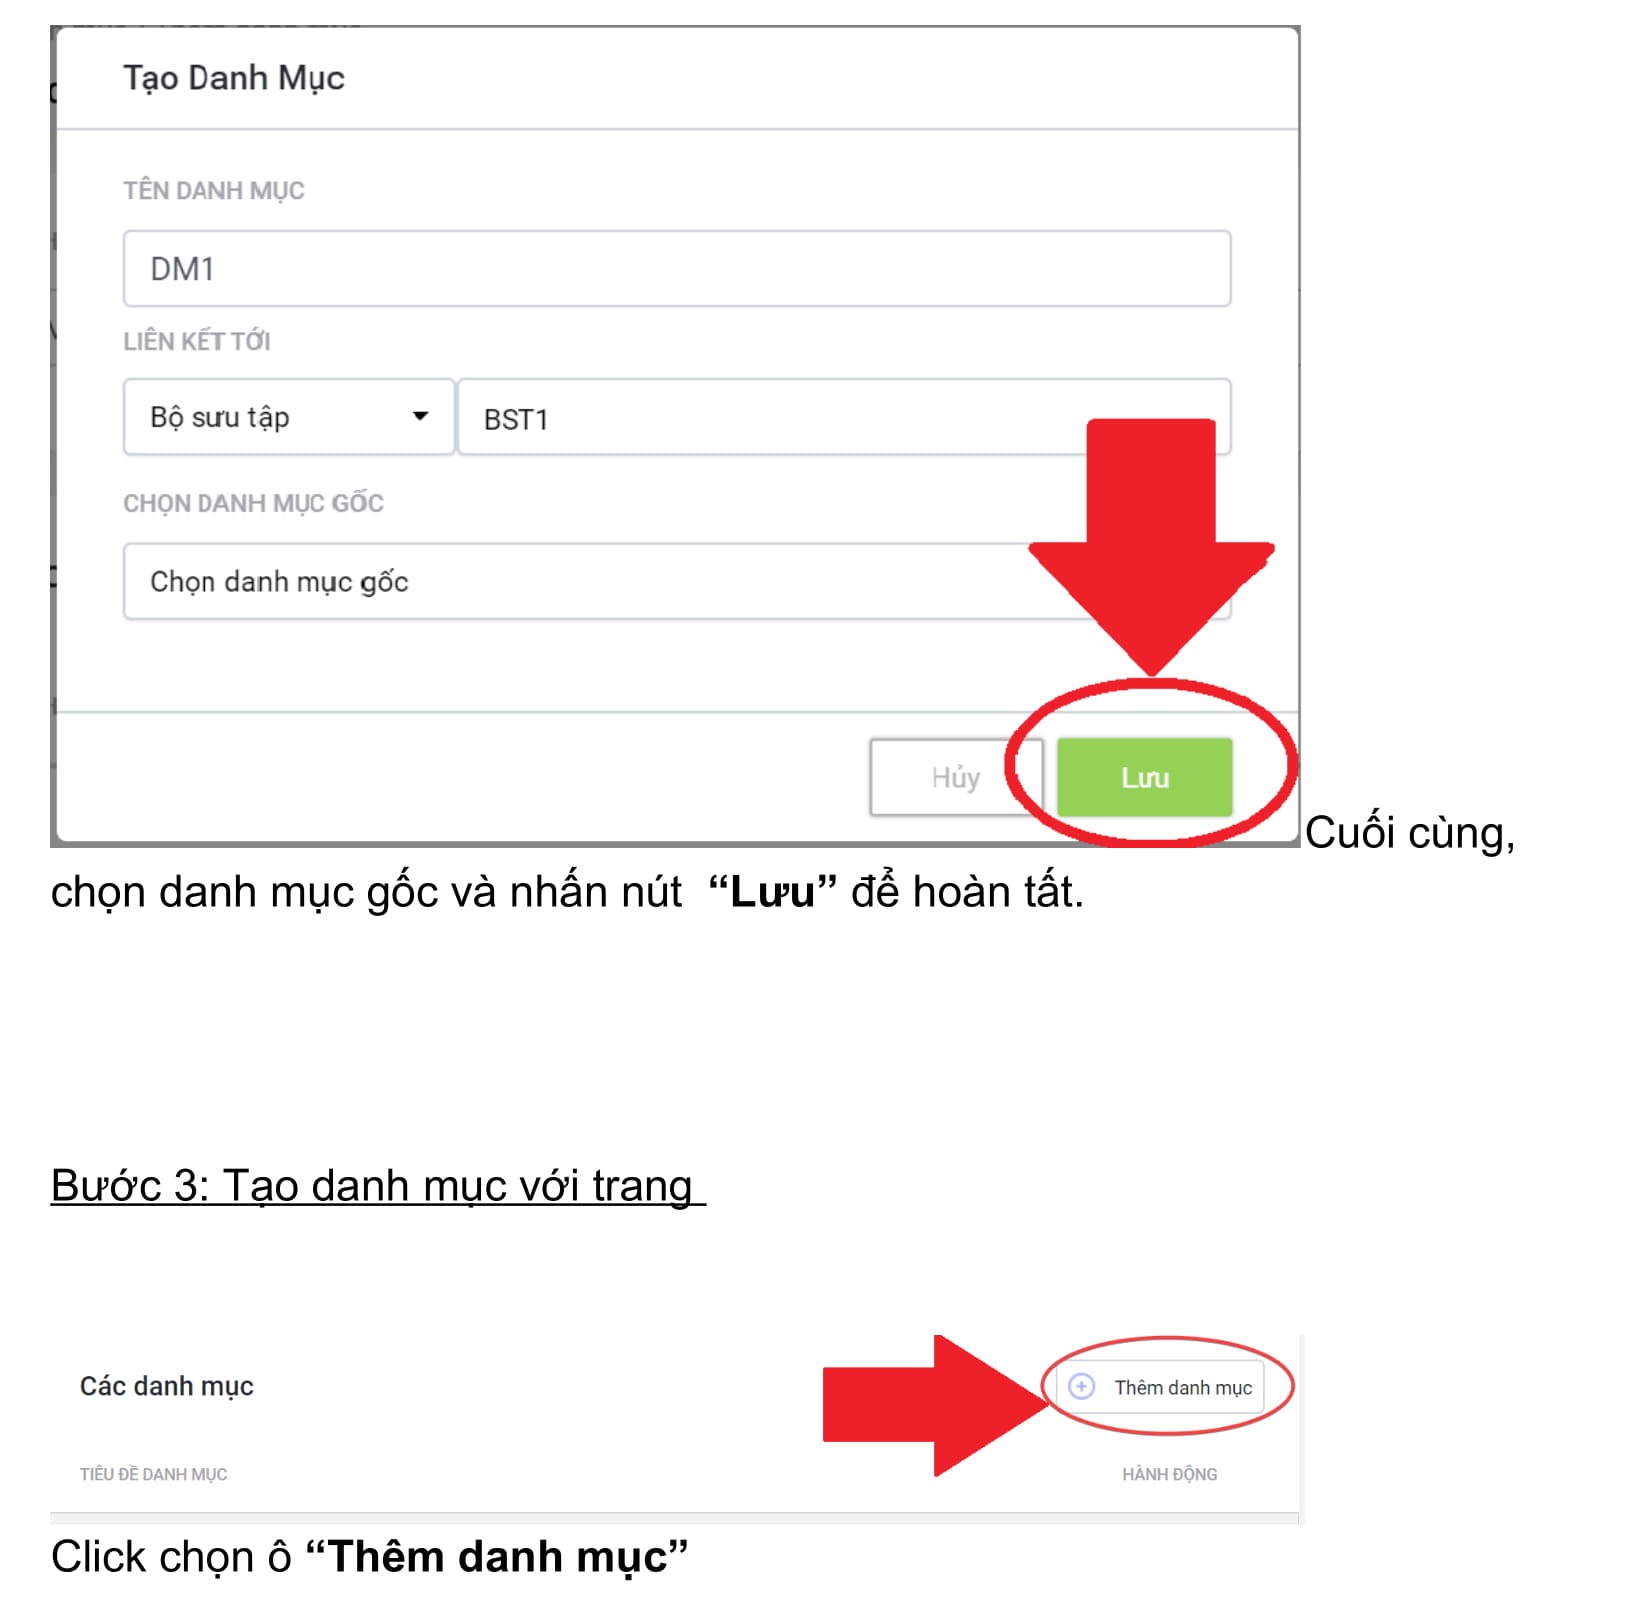 Tạo Danh Mục
TÊN DANH MỤC
DM1
LIÊN KẾT TỚI
Bộ sưu tập
BST1
CHỌN DANH MỤC GỐC
Chọn danh mục gốc
Hủy
Lưu
Cuối cùng,
chọn danh mục gốc và nhấn nút “Lưu” để hoàn tất.
Bước 3: Tạo danh mục với trang
Các danh mục
Thêm danh mục
TIÊU ĐỀ DANH MỤC
HÀNH ĐỘNG
Click chọn ô “Thêm danh mục”